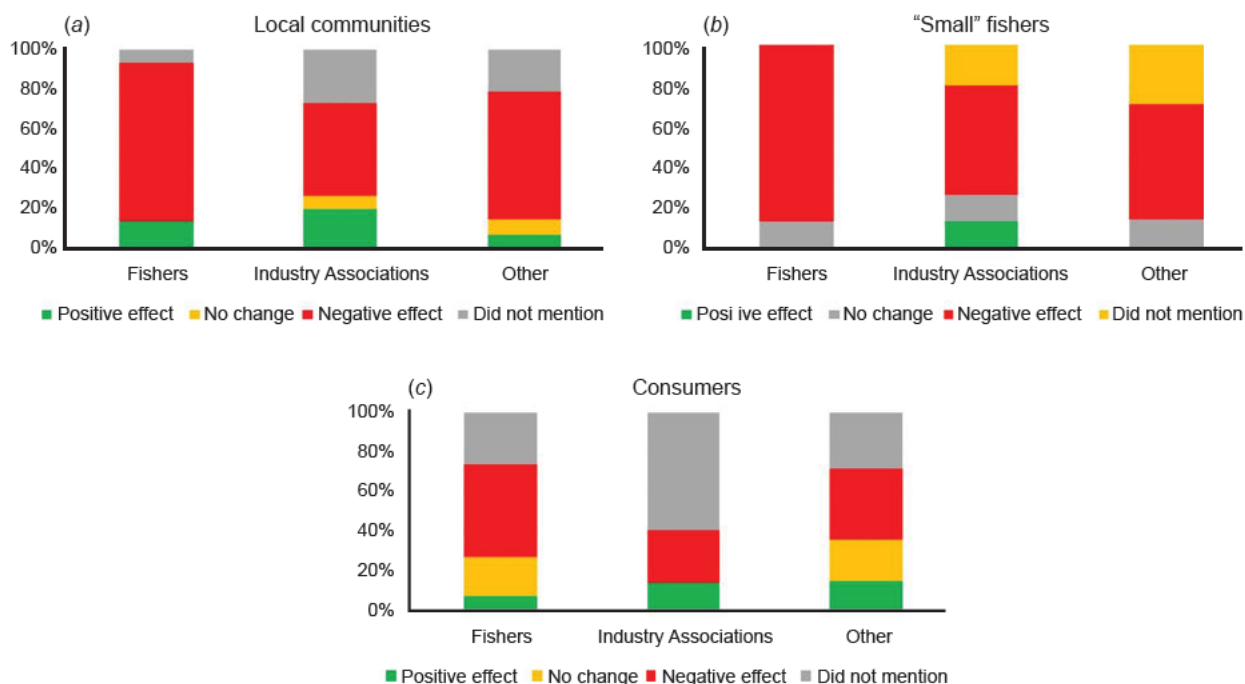 (a) Local communities
100%
80%
60%
40%
20%
0%
Fishers Industry Associations Other
Positive effect No change Negative effect Did not mention
(b) “Small” fishers
100%
80%
60%
40%
20%
0%
Fishers Industry Associations Other
Posi ive effect No change Negative effect Did not mention
(c) Consumers
100%
80%
60%
40%
20%
0%
Fishers Industry Associations Other
Positive effect No change Negative effect Did not mention